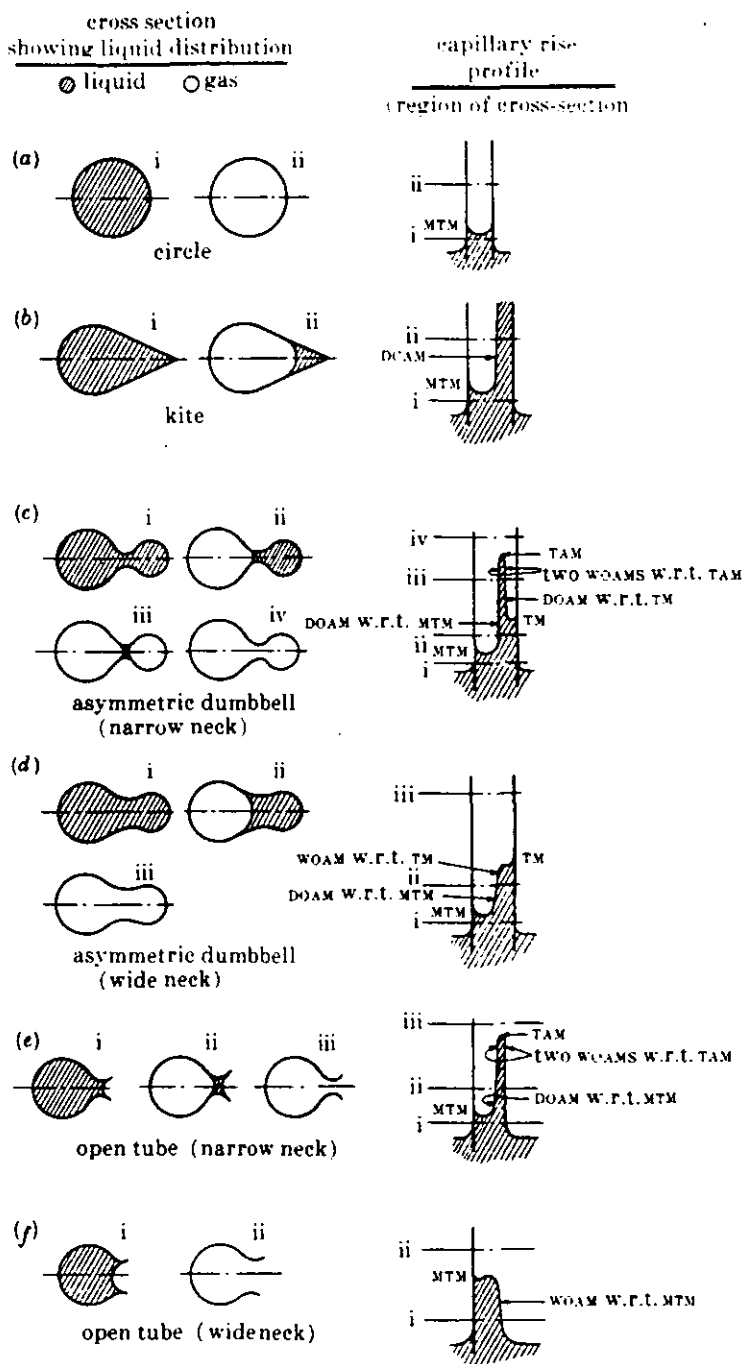 cross section
showing liquid distribution
liquid gas
capillary rise
profile
(region of cross-section
(a) i ii
circle
ii
MTM
i
(b) i ii
kite
ii
DCAM
MTM
i
(c) i ii
iii iv
asymmetric dumbbell
(narrow neck)
iv
TAM
iii
two WOAMS w.r.t. TAM
DOAM w.r.t. TM
DOAM w.r.t. MTM
TM
ii
MTM
i
(d) i ii
iii
asymmetric dumbbell
(wide neck)
iii
WOAM w.r.t. TM
TM
ii
DOAM w.r.t. MTM
MTM
i
(e) i ii iii
open tube (narrow neck)
iii
TAM
two WOAMS w.r.t. TAM
ii
DOAM w.r.t. MTM
MTM
i
(f) i ii
open tube (wide neck)
ii
MTM
WOAM w.r.t. MTM
i